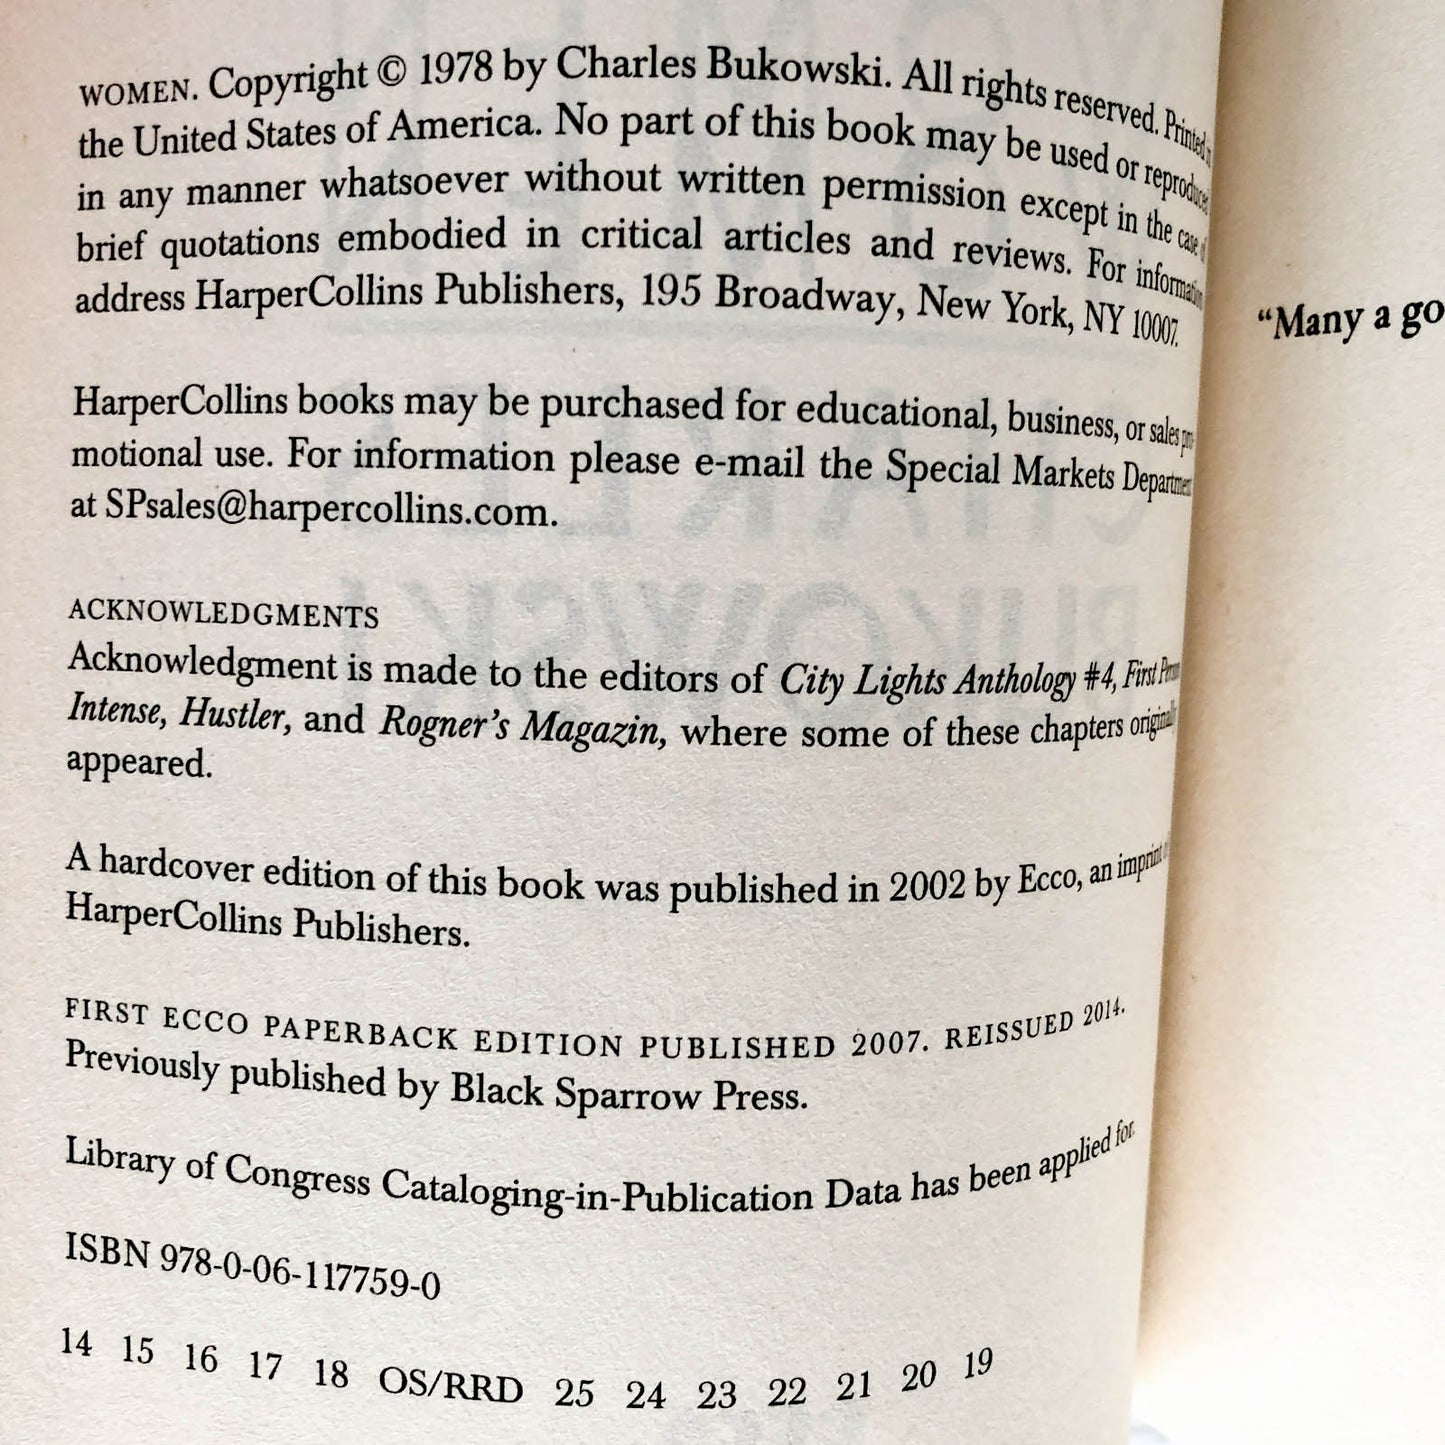 WOMEN. Copyright © 1978 by Charles Bukowski. All rights reserved. Printed in
the United States of America. No part of this book may be used or reproduced
in any manner whatsoever without written permission except in the case of
brief quotations embodied in critical articles and reviews. For information
address HarperCollins Publishers, 195 Broadway, New York, NY 10007.
HarperCollins books may be purchased for educational, business, or sales pro-
motional use. For information please e-mail the Special Markets Department
at SPsales@harpercollins.com.
ACKNOWLEDGMENTS
Acknowledgment is made to the editors of City Lights Anthology #4, First Person
Intense, Hustler, and Rogner's Magazin, where some of these chapters originally
appeared.
A hardcover edition of this book was published in 2002 by Ecco, an imprint of
HarperCollins Publishers.
FIRST ECCO PAPERBACK EDITION PUBLISHED 2007. REISSUED 2014.
Previously published by Black Sparrow Press.
Library of Congress Cataloging-in-Publication Data has been applied for.
ISBN 978-0-06-117759-0
14 15 16 17 18 OS/RRD 25 24 23 22 21 20 19
"Many a go